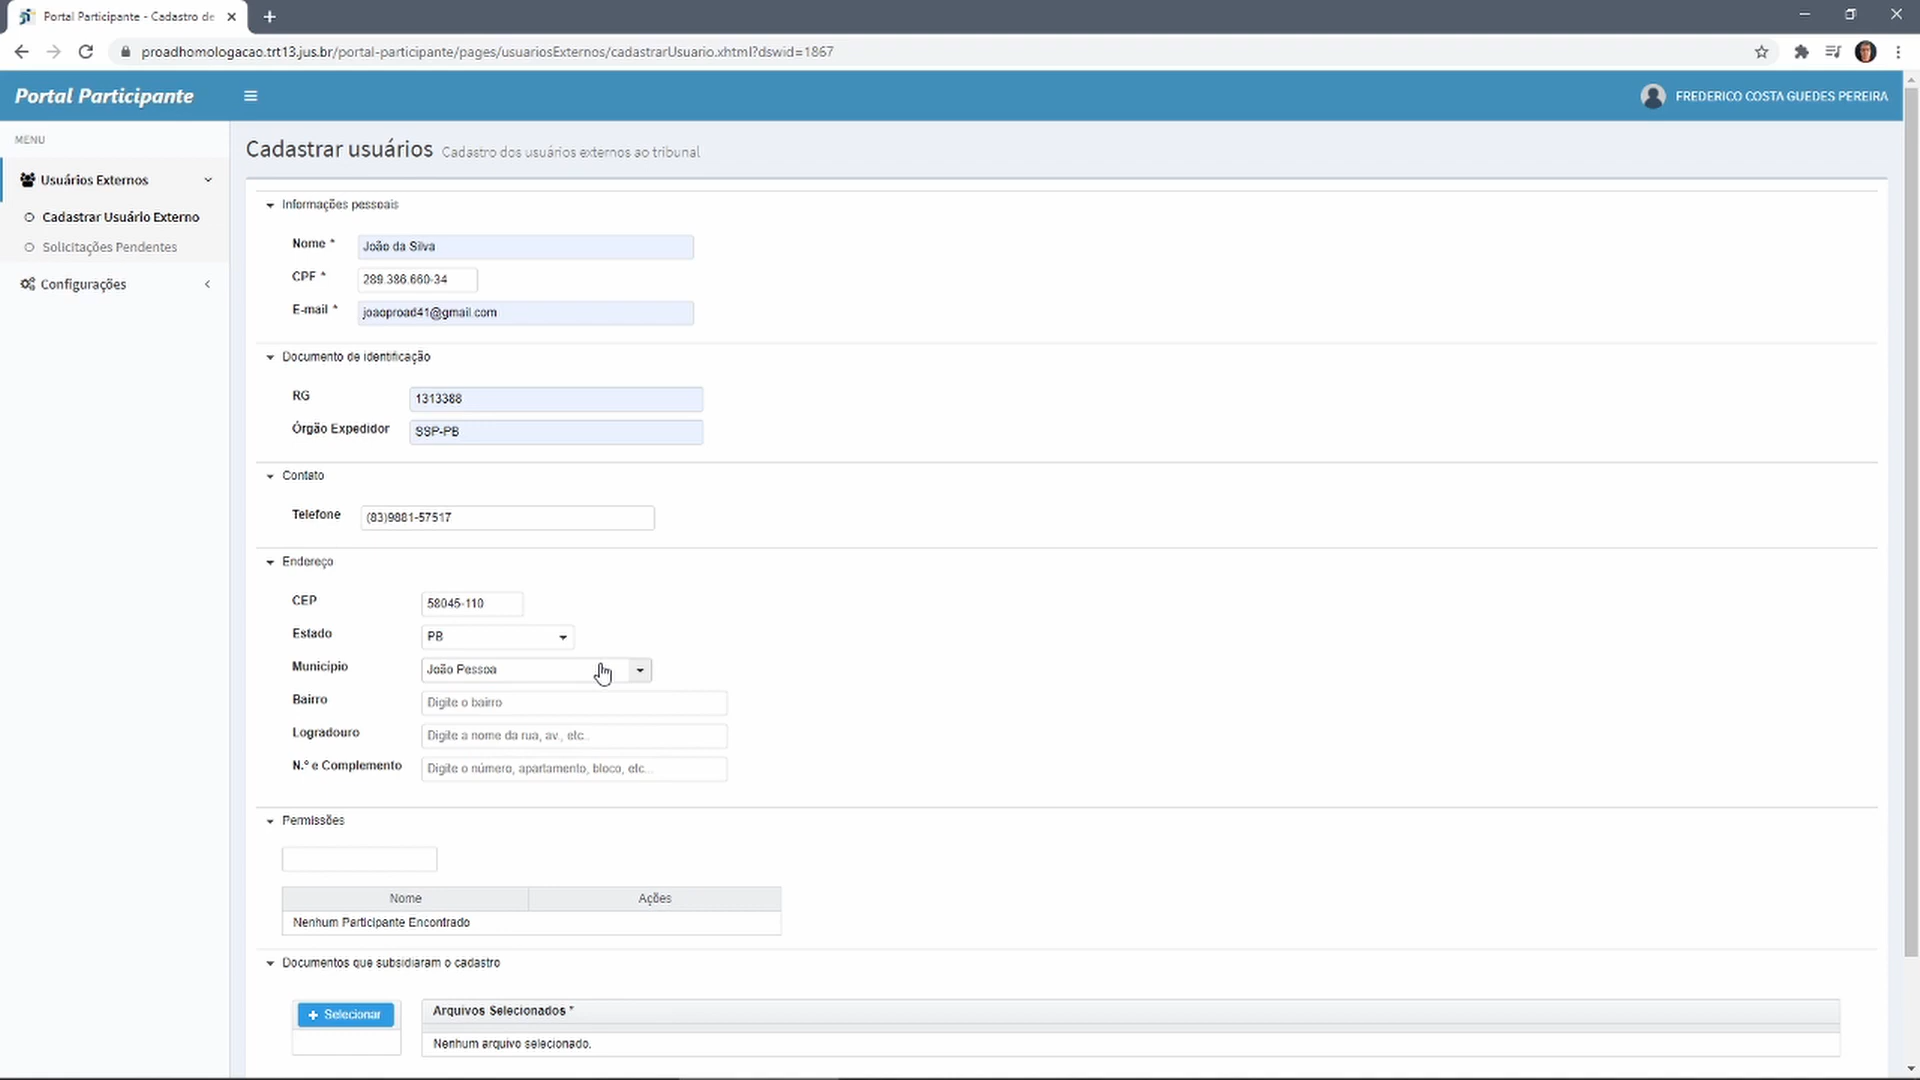 Portal Participante - Cadastro de
proadhomologacao.trt13.jus.br/portal-participante/pages/usuariosExternos/cadastrarUsuario.xhtml?dswid=1867
Portal Participante
FREDERICO COSTA GUEDES PEREIRA
MENU
Usuários Externos
Cadastrar Usuário Externo
Solicitações Pendentes
Configurações
Cadastrar usuários Cadastro dos usuários externos ao tribunal
Informações pessoais
Nome * João da Silva
CPF * 289.386.660-34
E-mail * joaoproad41@gmail.com
Documento de identificação
RG 1313388
Órgão Expedidor SSP-PB
Contato
Telefone (83)9881-57517
Endereço
CEP 58045-110
Estado PB
Município João Pessoa
Bairro Digite o bairro
Logradouro Digite a nome da rua, av., etc..
N.º e Complemento Digite o número, apartamento, bloco, etc...
Permissões
Nome Ações
Nenhum Participante Encontrado
Documentos que subsidiaram o cadastro
+ Selecionar
Arquivos Selecionados *
Nenhum arquivo selecionado.